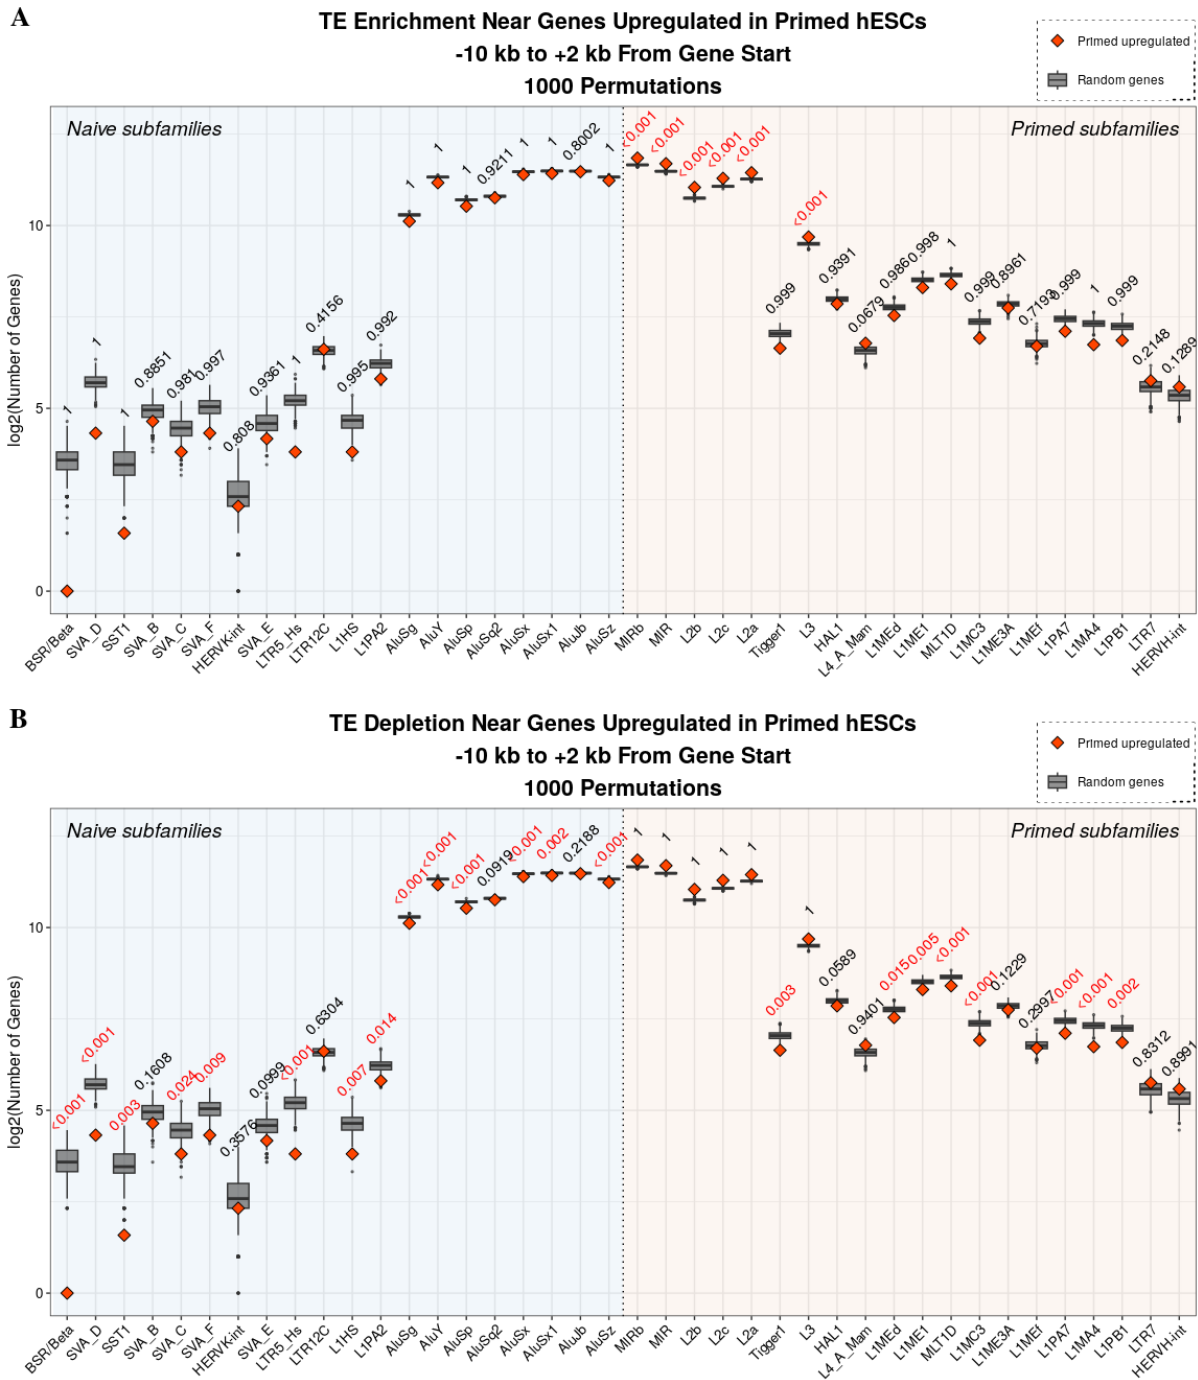 A
TE Enrichment Near Genes Upregulated in Primed hESCs
-10 kb to +2 kb From Gene Start
1000 Permutations
Primed upregulated
Random genes
Naive subfamilies
Primed subfamilies
log2(Number of Genes)
10
5
0
1
1
1
0.8851
0.981
0.997
0.808
0.9361
1
0.4156
0.995
0.992
1
1
1
0.9211
1
1
0.8002
1
<0.001
<0.001
<0.001
<0.001
<0.001
0.999
<0.001
0.9391
0.0679
0.986
0.998
1
0.999
0.8961
0.7193
0.999
1
0.999
0.2148
0.1289
BSR/Beta
SVA_D
SST1
SVA_B
SVA_C
SVA_F
HERVK-int
SVA_E
LTR5_Hs
LTR12C
L1HS
L1PA2
AluSg
AluY
AluSp
AluSq2
AluSx
AluSx1
AluJb
AluSz
MIRb
MIR
L2b
L2c
L2a
Tigger1
L3
HAL1
L4_A_Mam
L1MEd
L1ME1
MLT1D
L1MC3
L1ME3A
L1MEf
L1PA7
L1MA4
L1PB1
LTR7
HERVH-int
B
TE Depletion Near Genes Upregulated in Primed hESCs
-10 kb to +2 kb From Gene Start
1000 Permutations
Primed upregulated
Random genes
Naive subfamilies
Primed subfamilies
log2(Number of Genes)
10
5
0
<0.001
<0.001
0.003
0.1608
0.024
0.009
0.3576
0.0999
<0.001
0.6304
0.007
0.014
<0.001
<0.001
<0.001
0.0919
<0.001
0.002
0.2188
<0.001
1
1
1
1
1
0.003
1
0.0589
0.9401
0.015
0.005
<0.001
<0.001
0.1229
0.2997
<0.001
<0.001
0.002
0.8312
0.8991
BSR/Beta
SVA_D
SST1
SVA_B
SVA_C
SVA_F
HERVK-int
SVA_E
LTR5_Hs
LTR12C
L1HS
L1PA2
AluSg
AluY
AluSp
AluSq2
AluSx
AluSx1
AluJb
AluSz
MIRb
MIR
L2b
L2c
L2a
Tigger1
L3
HAL1
L4_A_Mam
L1MEd
L1ME1
MLT1D
L1MC3
L1ME3A
L1MEf
L1PA7
L1MA4
L1PB1
LTR7
HERVH-int